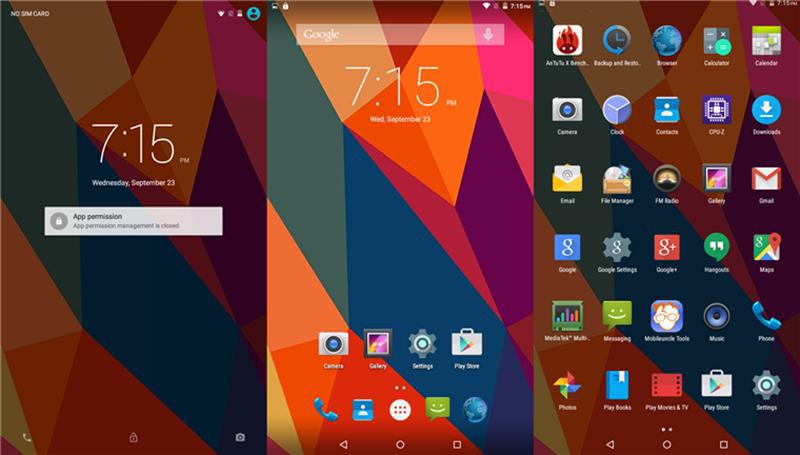 NO SIM CARD
7:15 PM
Wednesday, September 23
App permission
App permission management is closed.
7:15 PM
Google
7:15 PM
Wed, September 23
Camera
Gallery
Settings
Play Store
7:15 PM
AnTuTu X Bench..
Backup and Resto..
Browser
Calculator
Calendar
Camera
Clock
Contacts
CPU-Z
Downloads
Email
File Manager
FM Radio
Gallery
Gmail
Google
Google Settings
Google+
Hangouts
Maps
MediaTek™ Multi-..
Messaging
Mobileuncle Tools
Music
Phone
Photos
Play Books
Play Movies & TV
Play Store
Settings